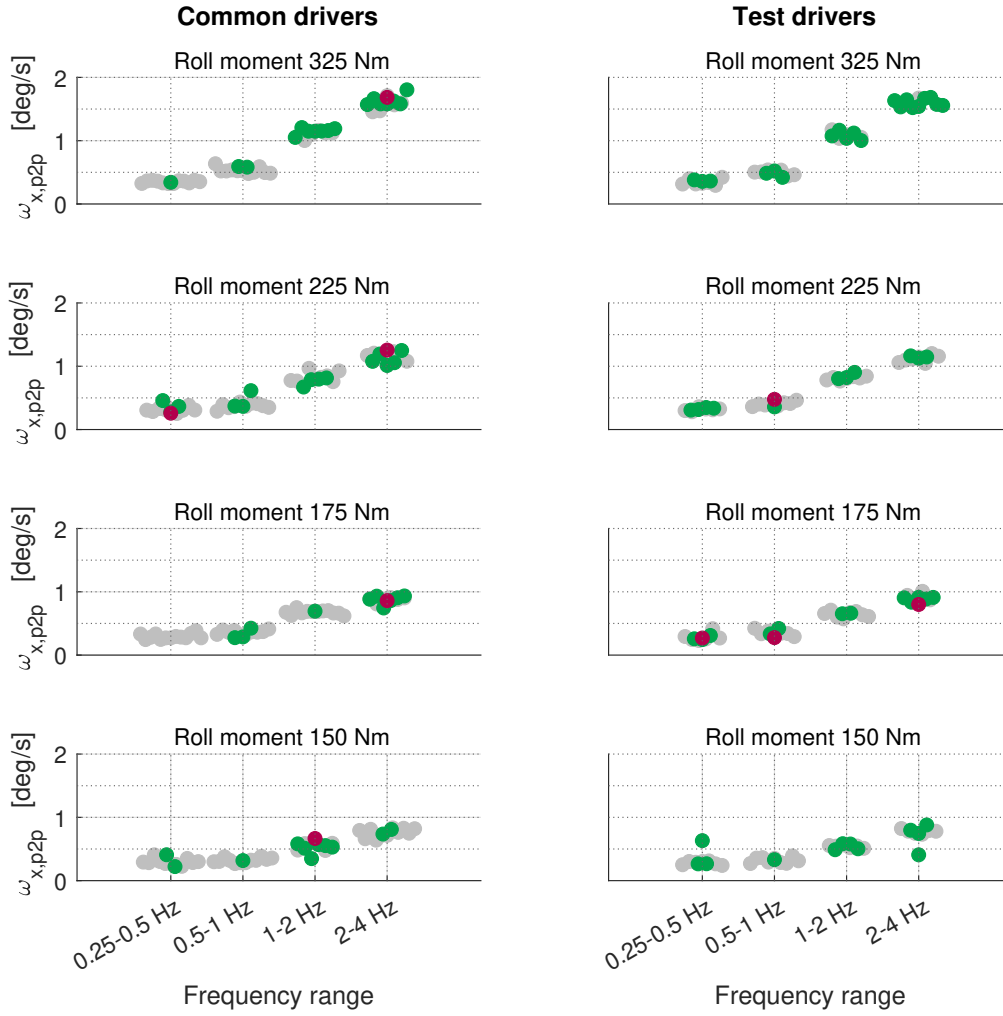 Common drivers
Test drivers
Roll moment 325 Nm
Roll moment 325 Nm
2
1
0
ω_x,p2p [deg/s]
Roll moment 225 Nm
Roll moment 225 Nm
2
1
0
ω_x,p2p [deg/s]
Roll moment 175 Nm
Roll moment 175 Nm
2
1
0
ω_x,p2p [deg/s]
Roll moment 150 Nm
Roll moment 150 Nm
2
1
0
ω_x,p2p [deg/s]
0.25-0.5 Hz
0.5-1 Hz
1-2 Hz
2-4 Hz
0.25-0.5 Hz
0.5-1 Hz
1-2 Hz
2-4 Hz
Frequency range
Frequency range